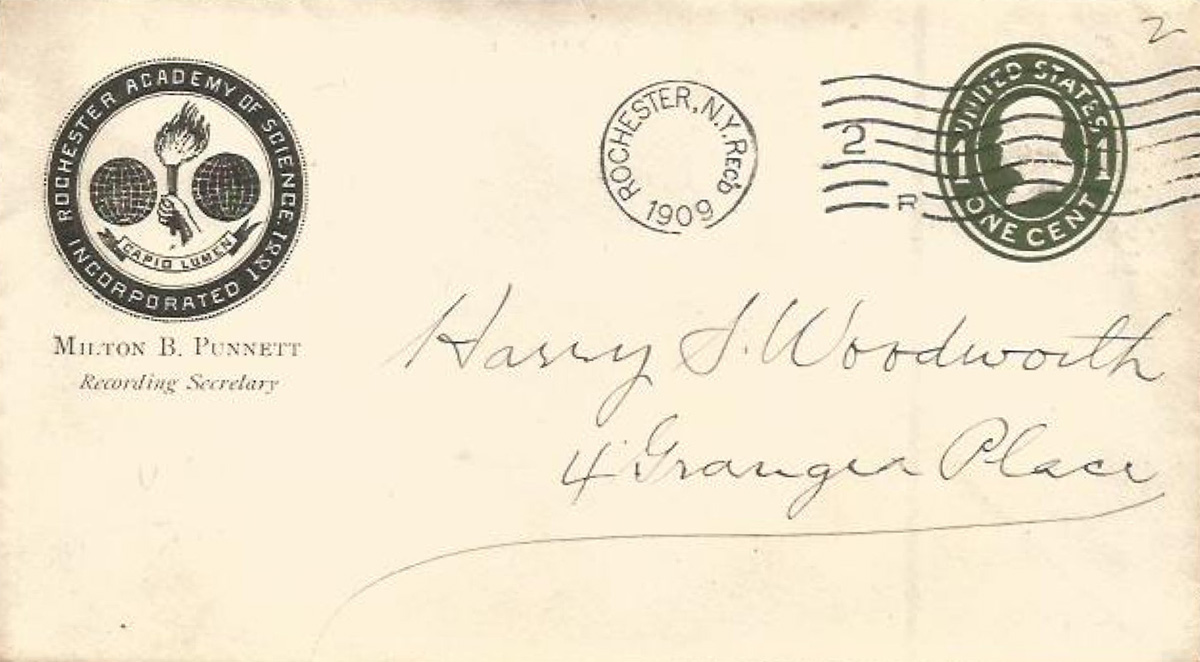 ROCHESTER ACADEMY OF SCIENCE
INCORPORATED 1881
CAPIO LUMEN
MILTON B. PUNNETT
Recording Secretary
ROCHESTER, N.Y. REC'D
1909
2
R
2
UNITED STATES
1 1
ONE CENT
Harry S. Woodworth
4 Granger Place